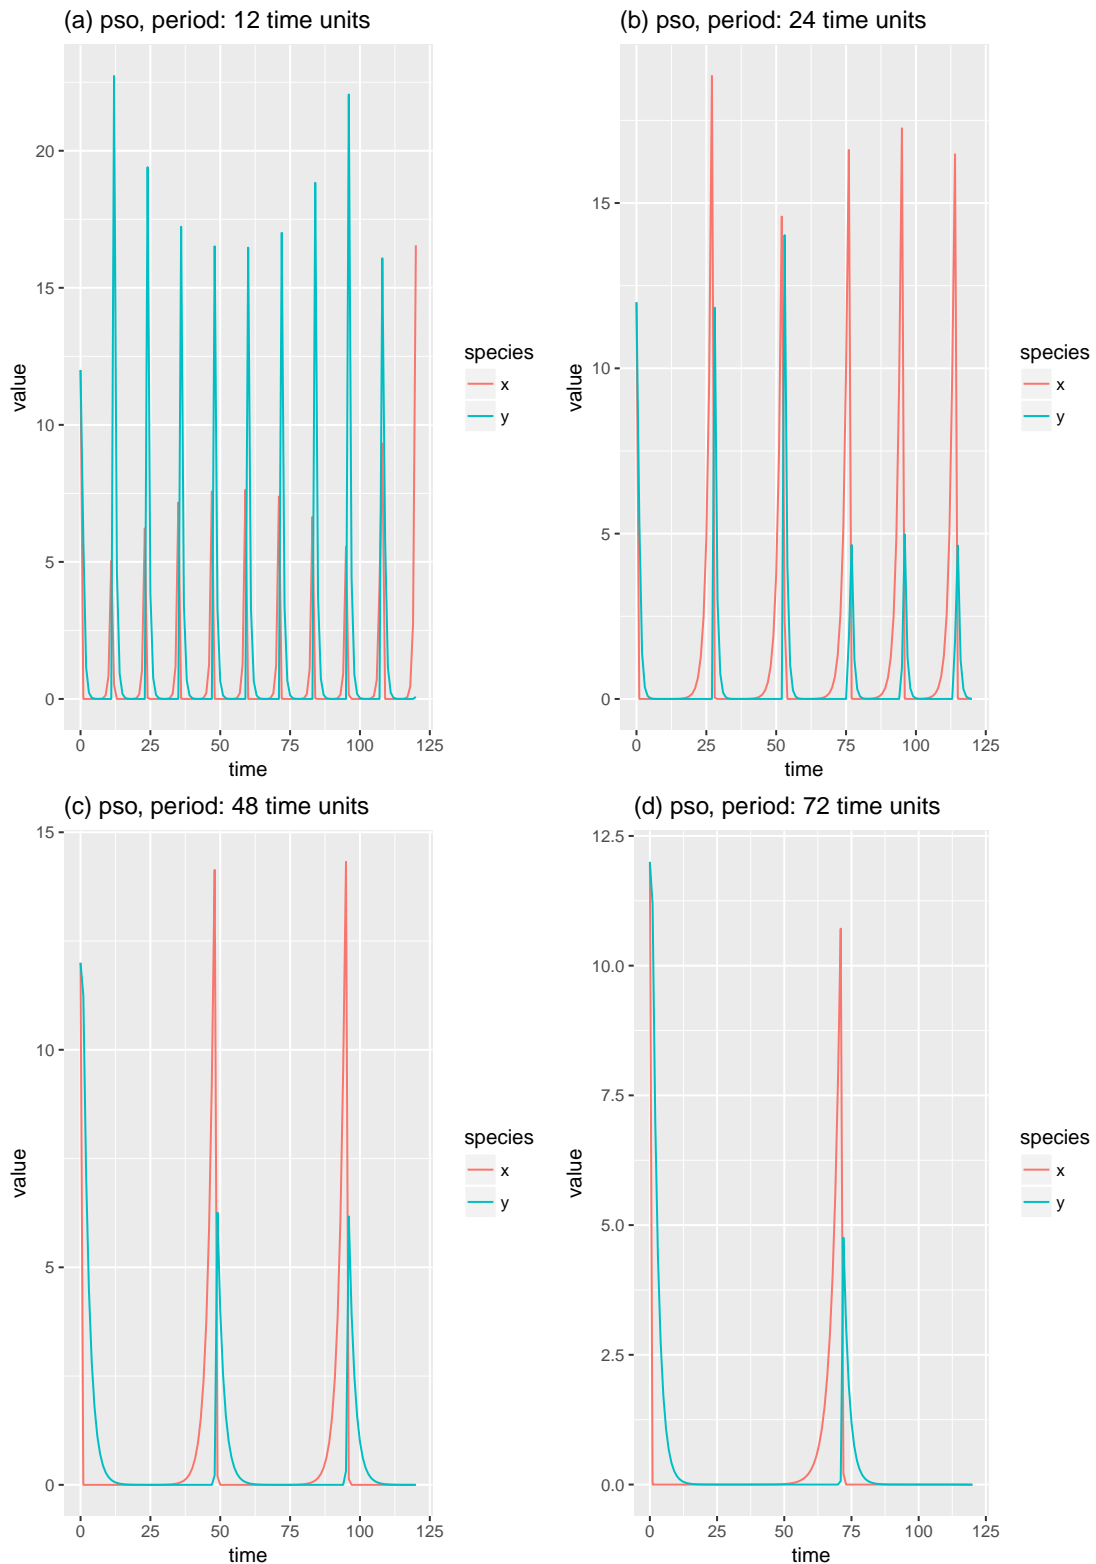 (a) pso, period: 12 time units
20
15
10
5
0
value
0 25 50 75 100 125
time
species
x
y
(b) pso, period: 24 time units
15
10
5
0
value
0 25 50 75 100 125
time
species
x
y
(c) pso, period: 48 time units
15
10
5
0
value
0 25 50 75 100 125
time
species
x
y
(d) pso, period: 72 time units
12.5
10.0
7.5
5.0
2.5
0.0
value
0 25 50 75 100 125
time
species
x
y